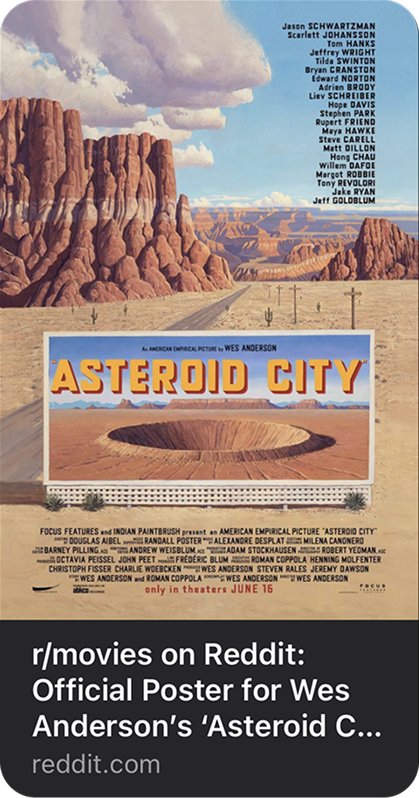 Jason SCHWARTZMAN
Scarlett JOHANSSON
Tom HANKS
Jeffrey WRIGHT
Tilda SWINTON
Bryan CRANSTON
Edward NORTON
Adrien BRODY
Liev SCHREIBER
Hope DAVIS
Stephen PARK
Rupert FRIEND
Maya HAWKE
Steve CARELL
Matt DILLON
Hong CHAU
Willem DAFOE
Margot ROBBIE
Tony REVOLORI
Jake RYAN
Jeff GOLDBLUM
An AMERICAN EMPIRICAL PICTURE by WES ANDERSON
"ASTEROID CITY"
FOCUS FEATURES and INDIAN PAINTBRUSH present an AMERICAN EMPIRICAL PICTURE "ASTEROID CITY"
DOUGLAS AIBEL RANDALL POSTER ALEXANDRE DESPLAT MILENA CANONERO
BARNEY PILLING, ACE ANDREW WEISBLUM, ACE ADAM STOCKHAUSEN ROBERT YEOMAN, ASC
OCTAVIA PEISSEL JOHN PEET FRÉDÉRIC BLUM ROMAN COPPOLA HENNING MOLFENTER
CHRISTOPH FISSER CHARLIE WOEBCKEN WES ANDERSON STEVEN RALES JEREMY DAWSON
WES ANDERSON and ROMAN COPPOLA WES ANDERSON WES ANDERSON
only in theaters JUNE 16
FOCUS
r/movies on Reddit:
Official Poster for Wes
Anderson's 'Asteroid C...
reddit.com